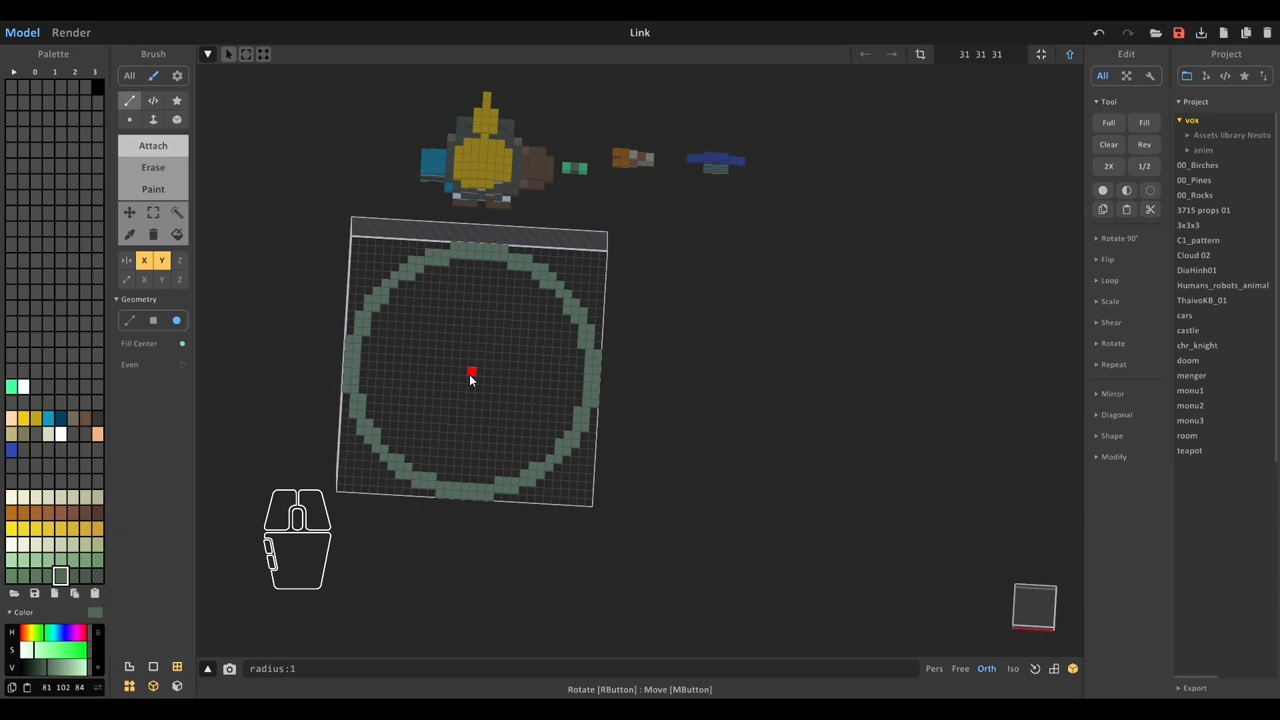 Model Render
Link
Palette
0 1 2 3
Color
H
S
V
81 102 84
Brush
All
Attach
Erase
Paint
X Y Z
X Y Z
Geometry
Fill Center
Even
31 31 31
radius:1
Pers Free Orth Iso
Rotate [RButton] : Move [MButton]
Edit
All
Tool
Full Fill
Clear Rev
2X 1/2
Rotate 90°
Flip
Loop
Scale
Shear
Rotate
Repeat
Mirror
Diagonal
Shape
Modify
Project
Project
vox
Assets library Neoto
anim
00_Birches
00_Pines
00_Rocks
3715 props 01
3x3x3
C1_pattern
Cloud 02
DiaHinh01
Humans_robots_animal
ThaivoKB_01
cars
castle
chr_knight
doom
menger
monu1
monu2
monu3
room
teapot
Export